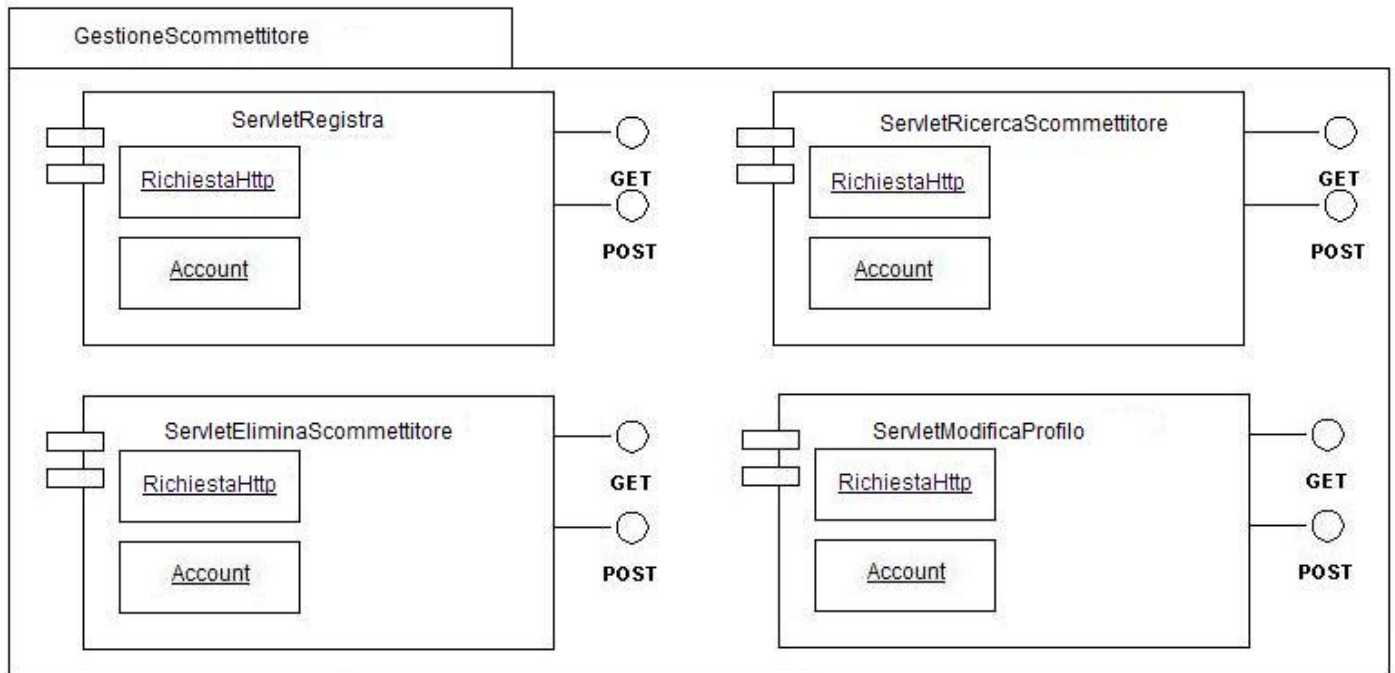 GestioneScommettitore
ServletRegistra
RichiestaHttp
Account
GET
POST
ServletRicercaScommettitore
RichiestaHttp
Account
GET
POST
ServletEliminaScommettitore
RichiestaHttp
Account
GET
POST
ServletModificaProfilo
RichiestaHttp
Account
GET
POST